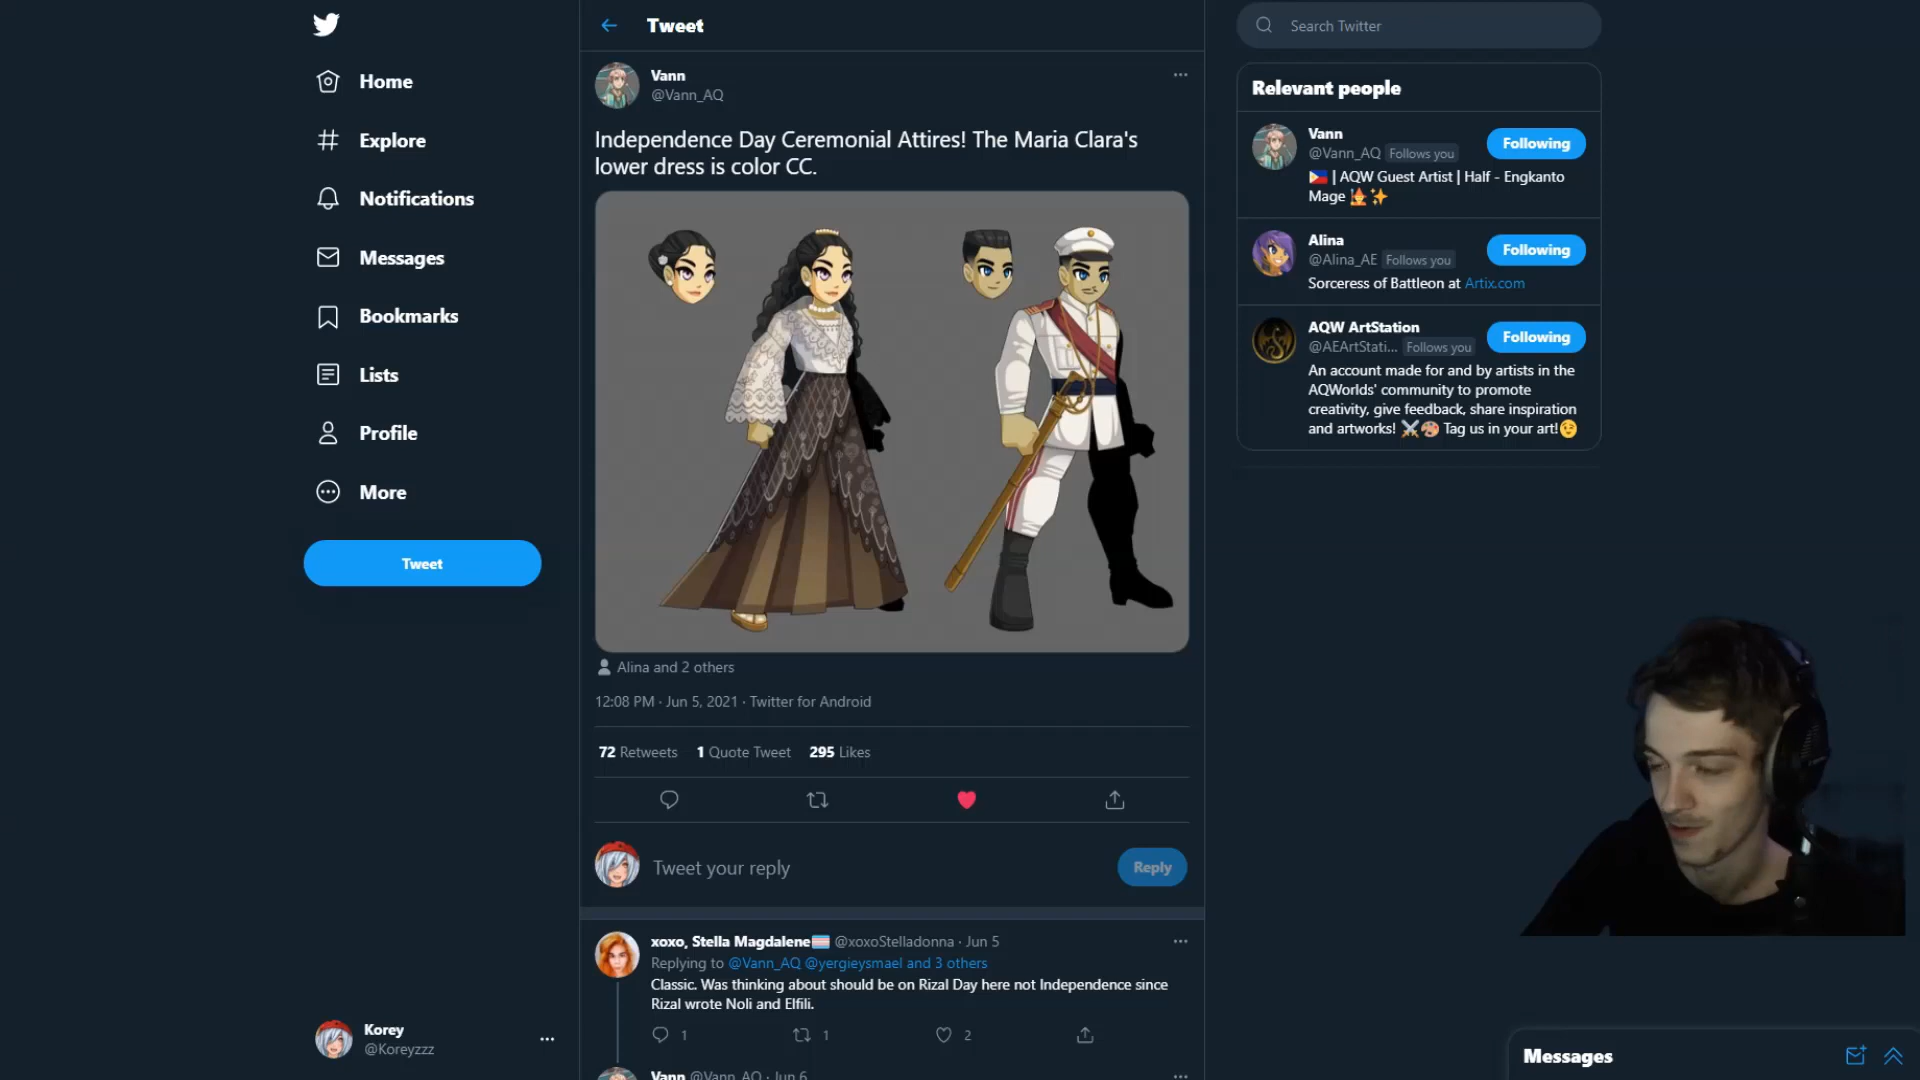 Home
Explore
Notifications
Messages
Bookmarks
Lists
Profile
More
Tweet
Korey
@Koreyzzz
Tweet
Vann
@Vann_AQ
Independence Day Ceremonial Attires! The Maria Clara's
lower dress is color CC.
Alina and 2 others
12:08 PM · Jun 5, 2021 · Twitter for Android
72 Retweets 1 Quote Tweet 295 Likes
Tweet your reply
Reply
xoxo, Stella Magdalene @xoxoStelladonna · Jun 5
Replying to @Vann_AQ @yergieysmael and 3 others
Classic. Was thinking about should be on Rizal Day here not Independence since
Rizal wrote Noli and Elfili.
1 1 2
Vann @Vann_AQ · Jun 6
Search Twitter
Relevant people
Vann
@Vann_AQ Follows you
Following
🇵🇭 | AQW Guest Artist | Half - Engkanto
Mage 🧙✨
Alina
@Alina_AE Follows you
Following
Sorceress of Battleon at Artix.com
AQW ArtStation
@AEArtStati... Follows you
Following
An account made for and by artists in the
AQWorlds' community to promote
creativity, give feedback, share inspiration
and artworks! ⚔️🎨 Tag us in your art!😉
Messages